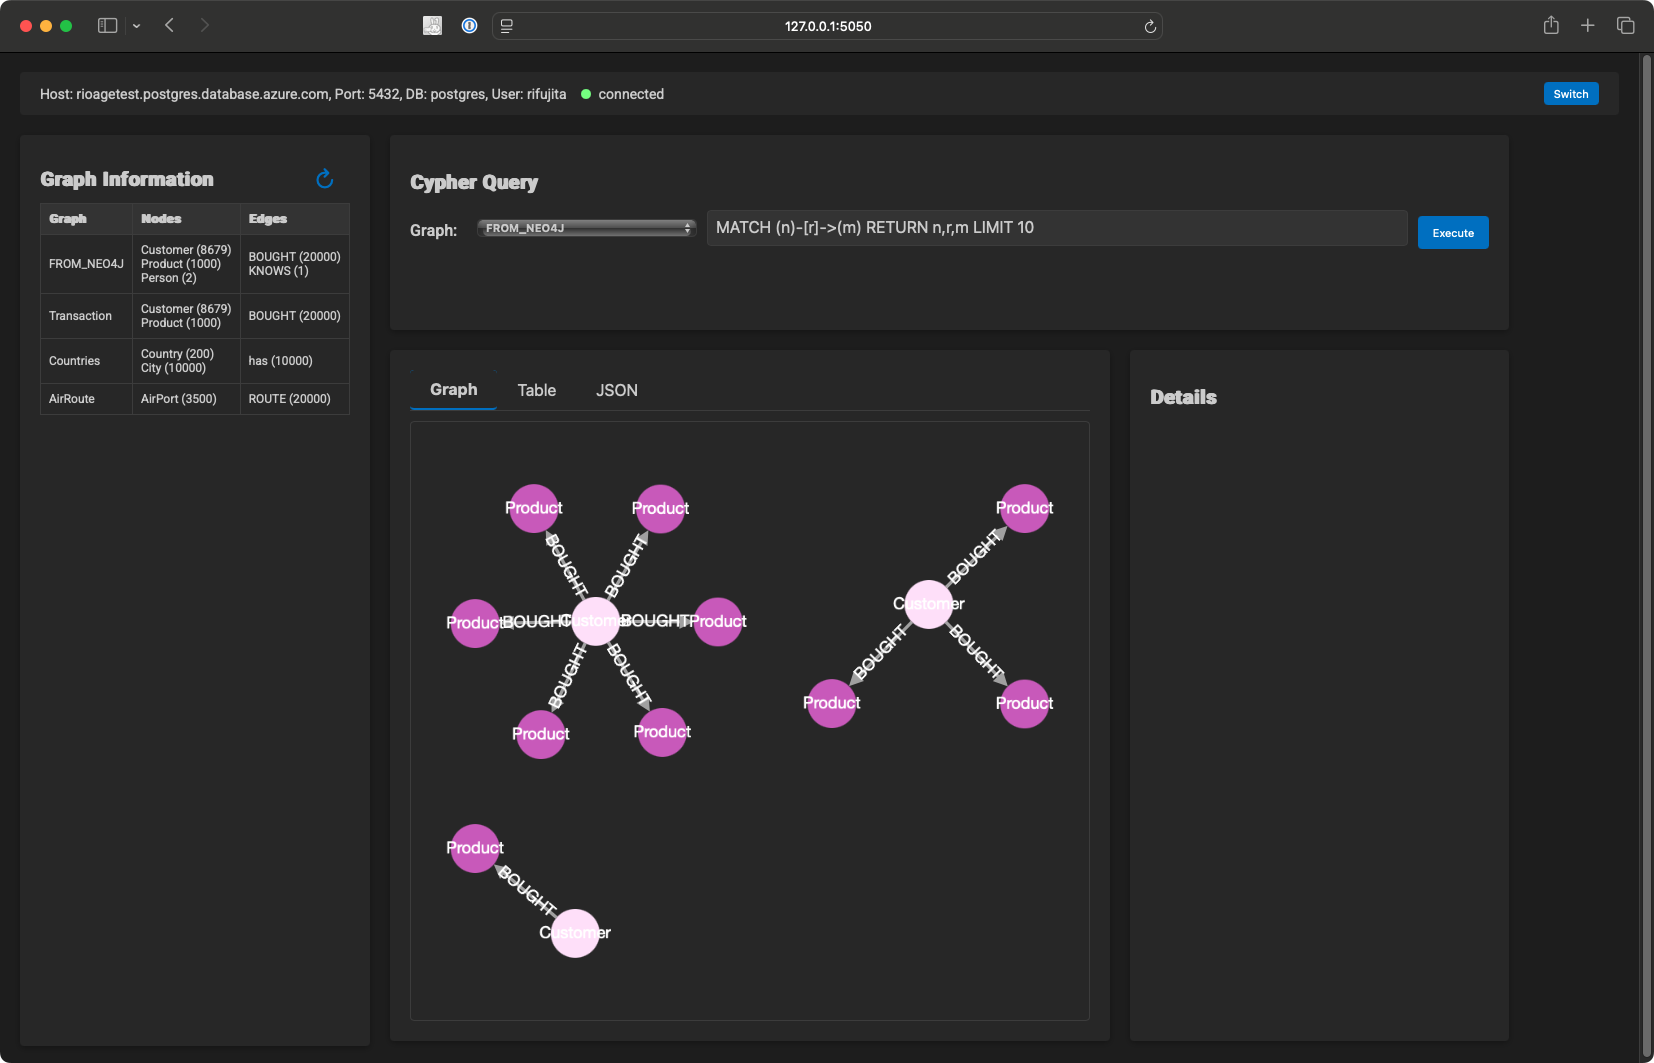 127.0.0.1:5050
Host: rioagetest.postgres.database.azure.com, Port: 5432, DB: postgres, User: rifujita connected
Switch
Graph Information
Graph Nodes Edges
FROM_NEO4J
Customer (8679)
Product (1000)
Person (2)
BOUGHT (20000)
KNOWS (1)
Transaction
Customer (8679)
Product (1000)
BOUGHT (20000)
Countries
Country (200)
City (10000)
has (10000)
AirRoute
AirPort (3500)
ROUTE (20000)
Cypher Query
Graph:
FROM_NEO4J
MATCH (n)-[r]->(m) RETURN n,r,m LIMIT 10
Execute
Graph Table JSON
Product
Product
BOUGHT
BOUGHT
Product
BOUGHT
Customer
BOUGHT
Product
BOUGHT
BOUGHT
Product
Product
Product
BOUGHT
Customer
BOUGHT
BOUGHT
Product
Product
Product
BOUGHT
Customer
Details